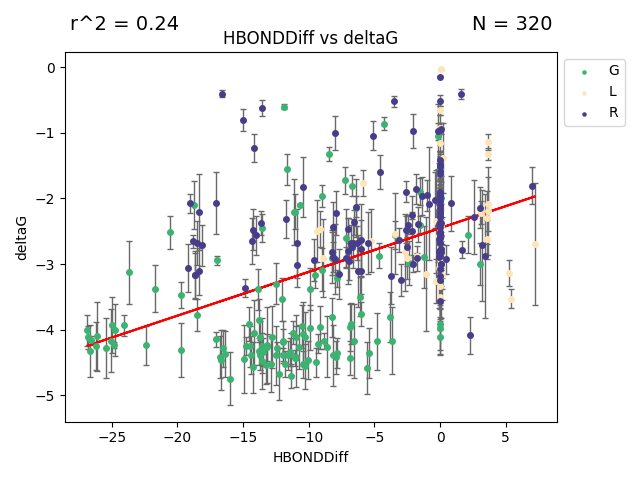 r^2 = 0.24
N = 320
HBONDDiff vs deltaG
G
L
R
0
−1
−2
−3
−4
−5
deltaG
−25
−20
−15
−10
−5
0
5
HBONDDiff